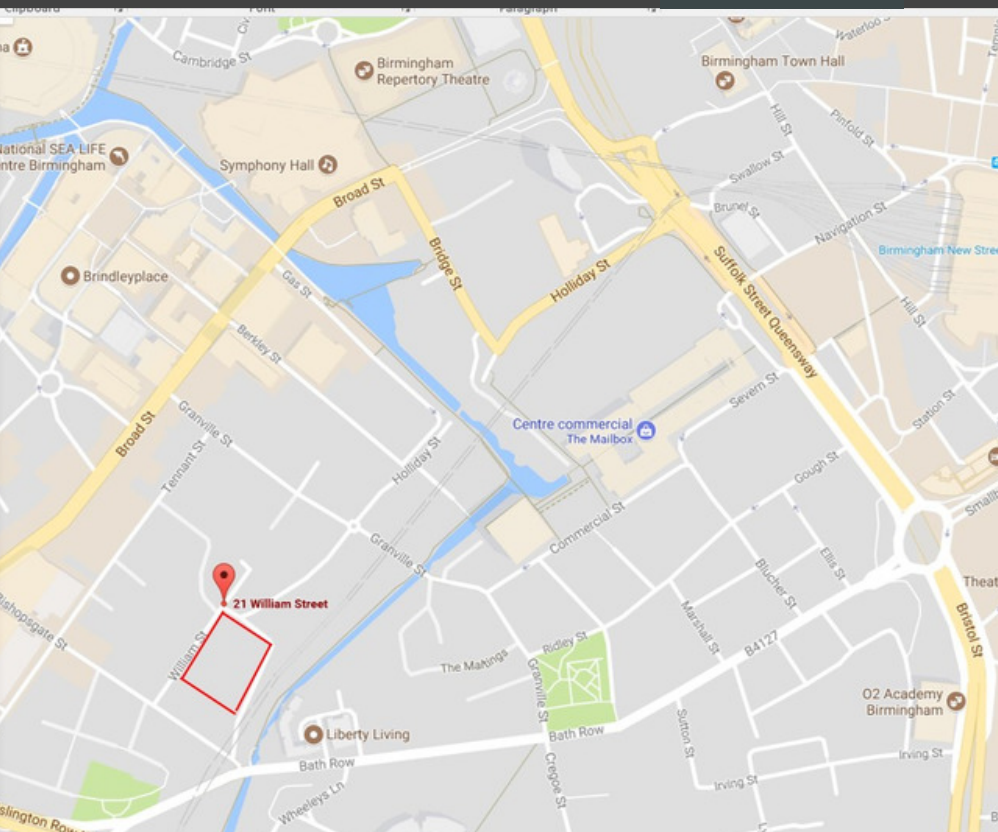 Clipboard
Font
Paragraph
Cambridge St
Birmingham
Repertory Theatre
Birmingham Town Hall
Waterloo
Hill St
Pinfold St
National SEA LIFE
ntre Birmingham
Symphony Hall
Broad St
Swallow St
Brunel St
Navigation St
Birmingham New Stree
Brindleyplace
Gas St
Bridge St
Holliday St
Suffolk Street Queensway
Hill St
Berkley St
Severn St
Station St
Granville St
Broad St
Tennant St
Holliday St
Centre commercial
The Mailbox
Gough St
Smallb
Commercial St
Granville St
Ellis St
Blucher St
Theat
21 William Street
Bishopsgate St
William St
Ridley St
Marshall St
B4127
Bristol St
The Maltings
Granville St
O2 Academy
Birmingham
Liberty Living
Bath Row
Sutton St
Bath Row
Irving St
Irving St
Cregoe St
Wheeleys Ln
slington Row